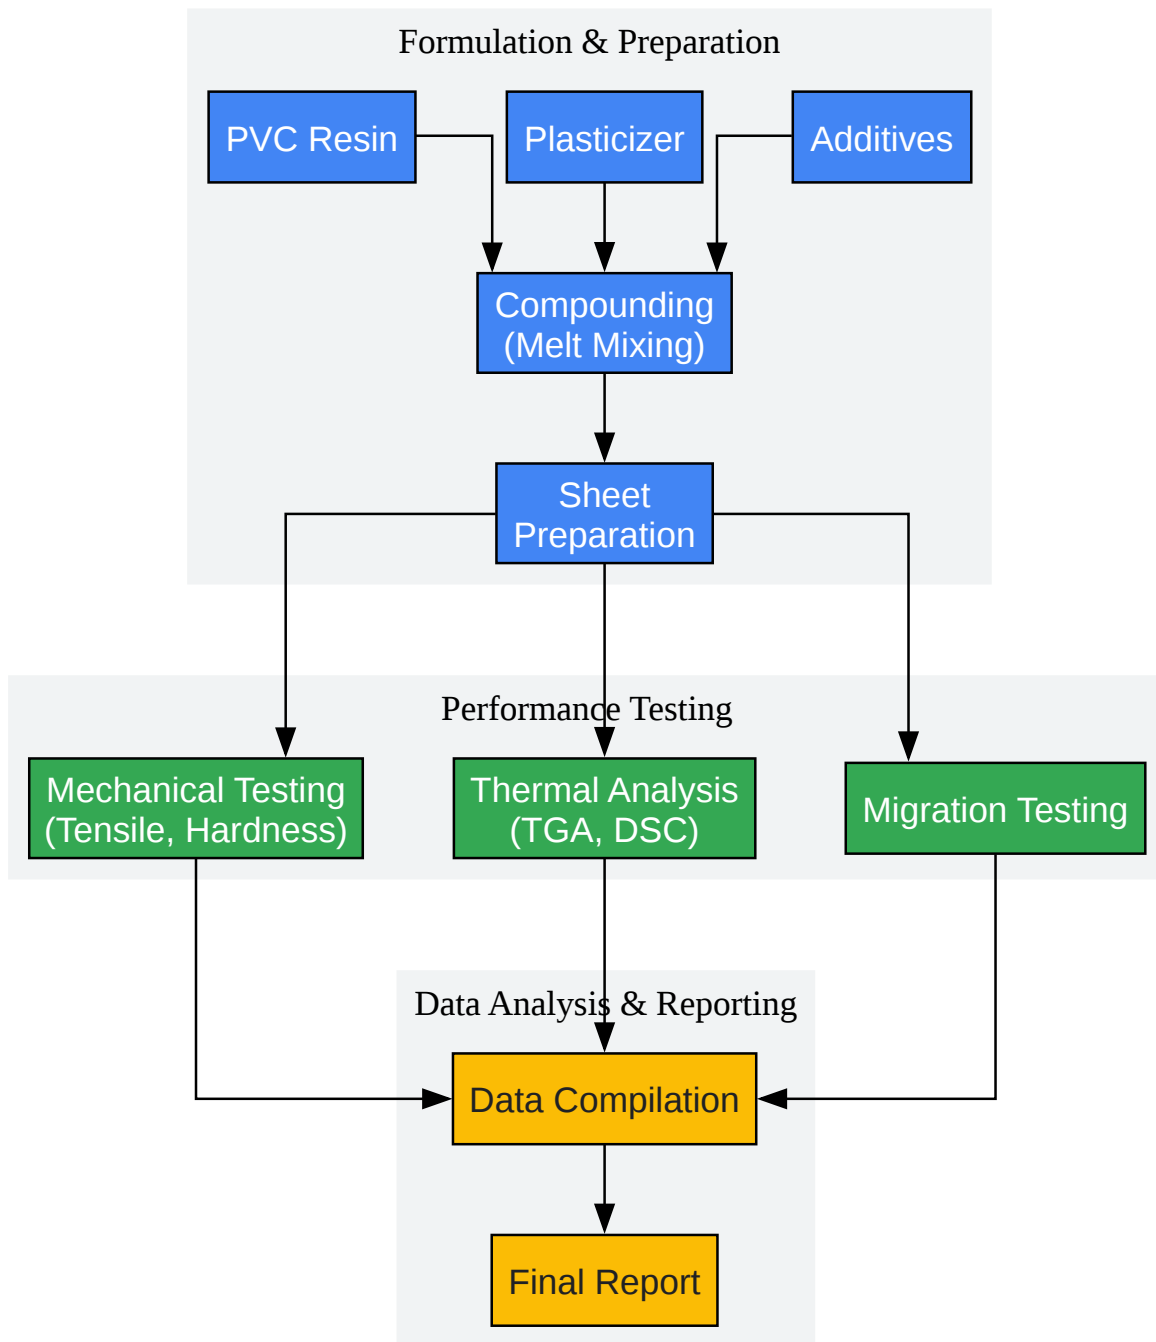 Formulation & Preparation
PVC Resin
Plasticizer
Additives
Compounding
(Melt Mixing)
Sheet
Preparation
Performance Testing
Mechanical Testing
(Tensile, Hardness)
Thermal Analysis
(TGA, DSC)
Migration Testing
Data Analysis & Reporting
Data Compilation
Final Report